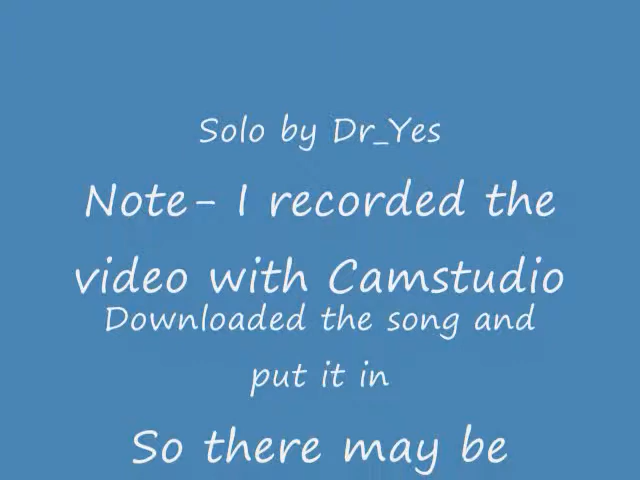 Solo by Dr_Yes
Note- I recorded the
video with Camstudio
Downloaded the song and
put it in
So there may be